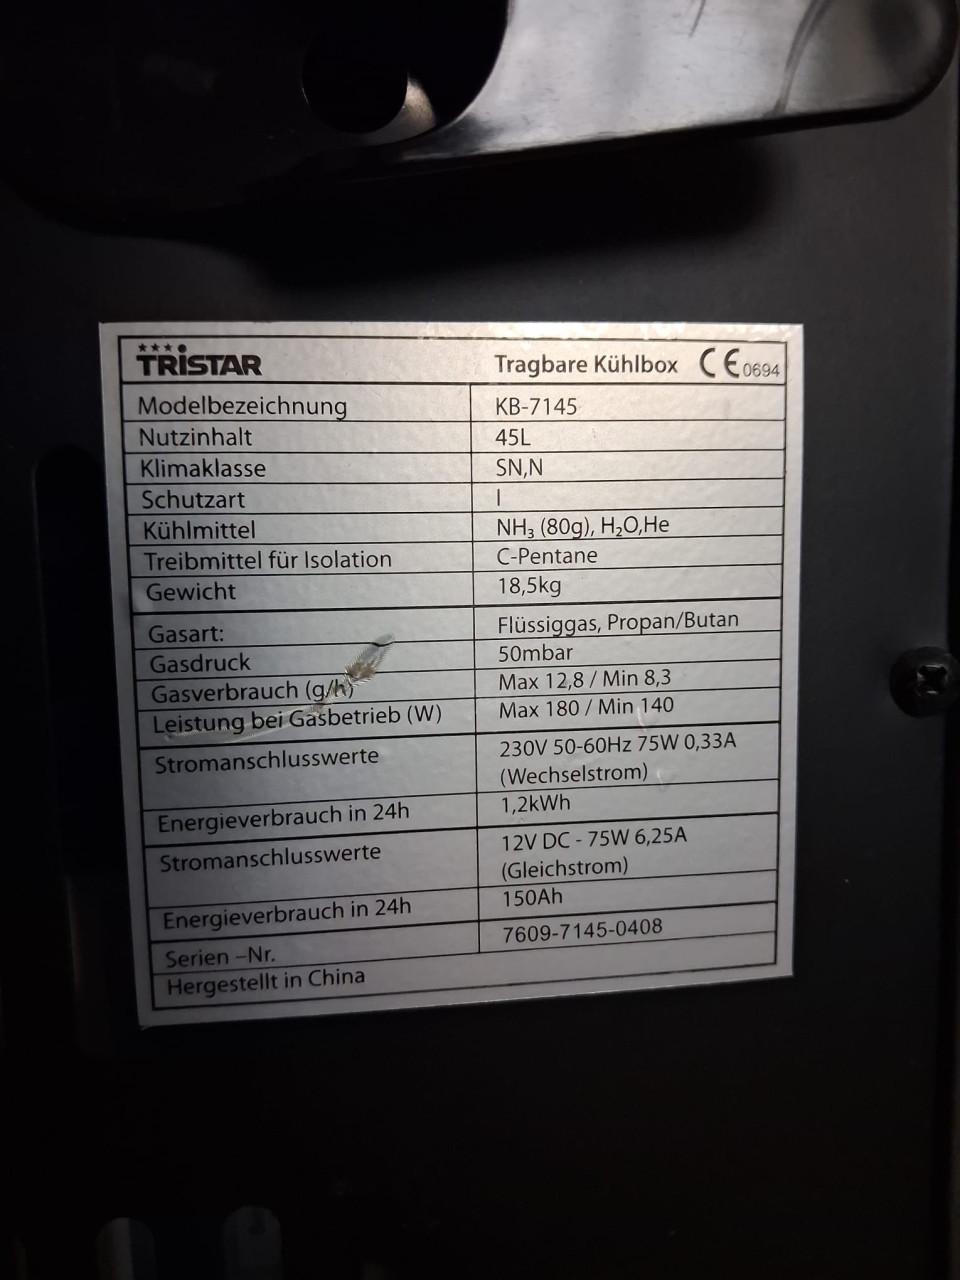 TRISTAR Tragbare Kühlbox CE 0694
Modelbezeichnung KB-7145
Nutzinhalt 45L
Klimaklasse SN,N
Schutzart I
Kühlmittel NH₃ (80g), H₂O,He
Treibmittel für Isolation C-Pentane
Gewicht 18,5kg
Gasart: Flüssiggas, Propan/Butan
Gasdruck 50mbar
Gasverbrauch (g/h) Max 12,8 / Min 8,3
Leistung bei Gasbetrieb (W) Max 180 / Min 140
Stromanschlusswerte 230V 50-60Hz 75W 0,33A
(Wechselstrom)
Energieverbrauch in 24h 1,2kWh
Stromanschlusswerte 12V DC - 75W 6,25A
(Gleichstrom)
Energieverbrauch in 24h 150Ah
Serien –Nr. 7609-7145-0408
Hergestellt in China